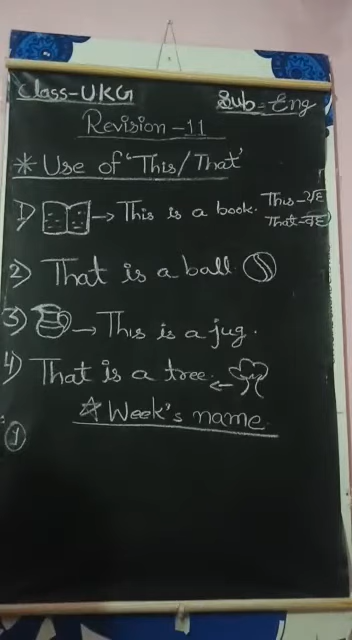 Class-UKG Sub-Eng
Revision-11
* Use of "This/That"
1) → This is a book. This-यह
That-वह
2) That is a ball
3) → This is a jug.
4) That is a tree. ←
☆ Week's name
①